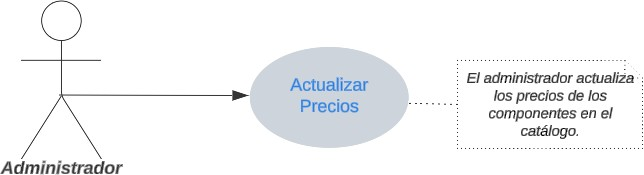 Actualizar
Precios
El administrador actualiza
los precios de los
componentes en el
catálogo.
Administrador